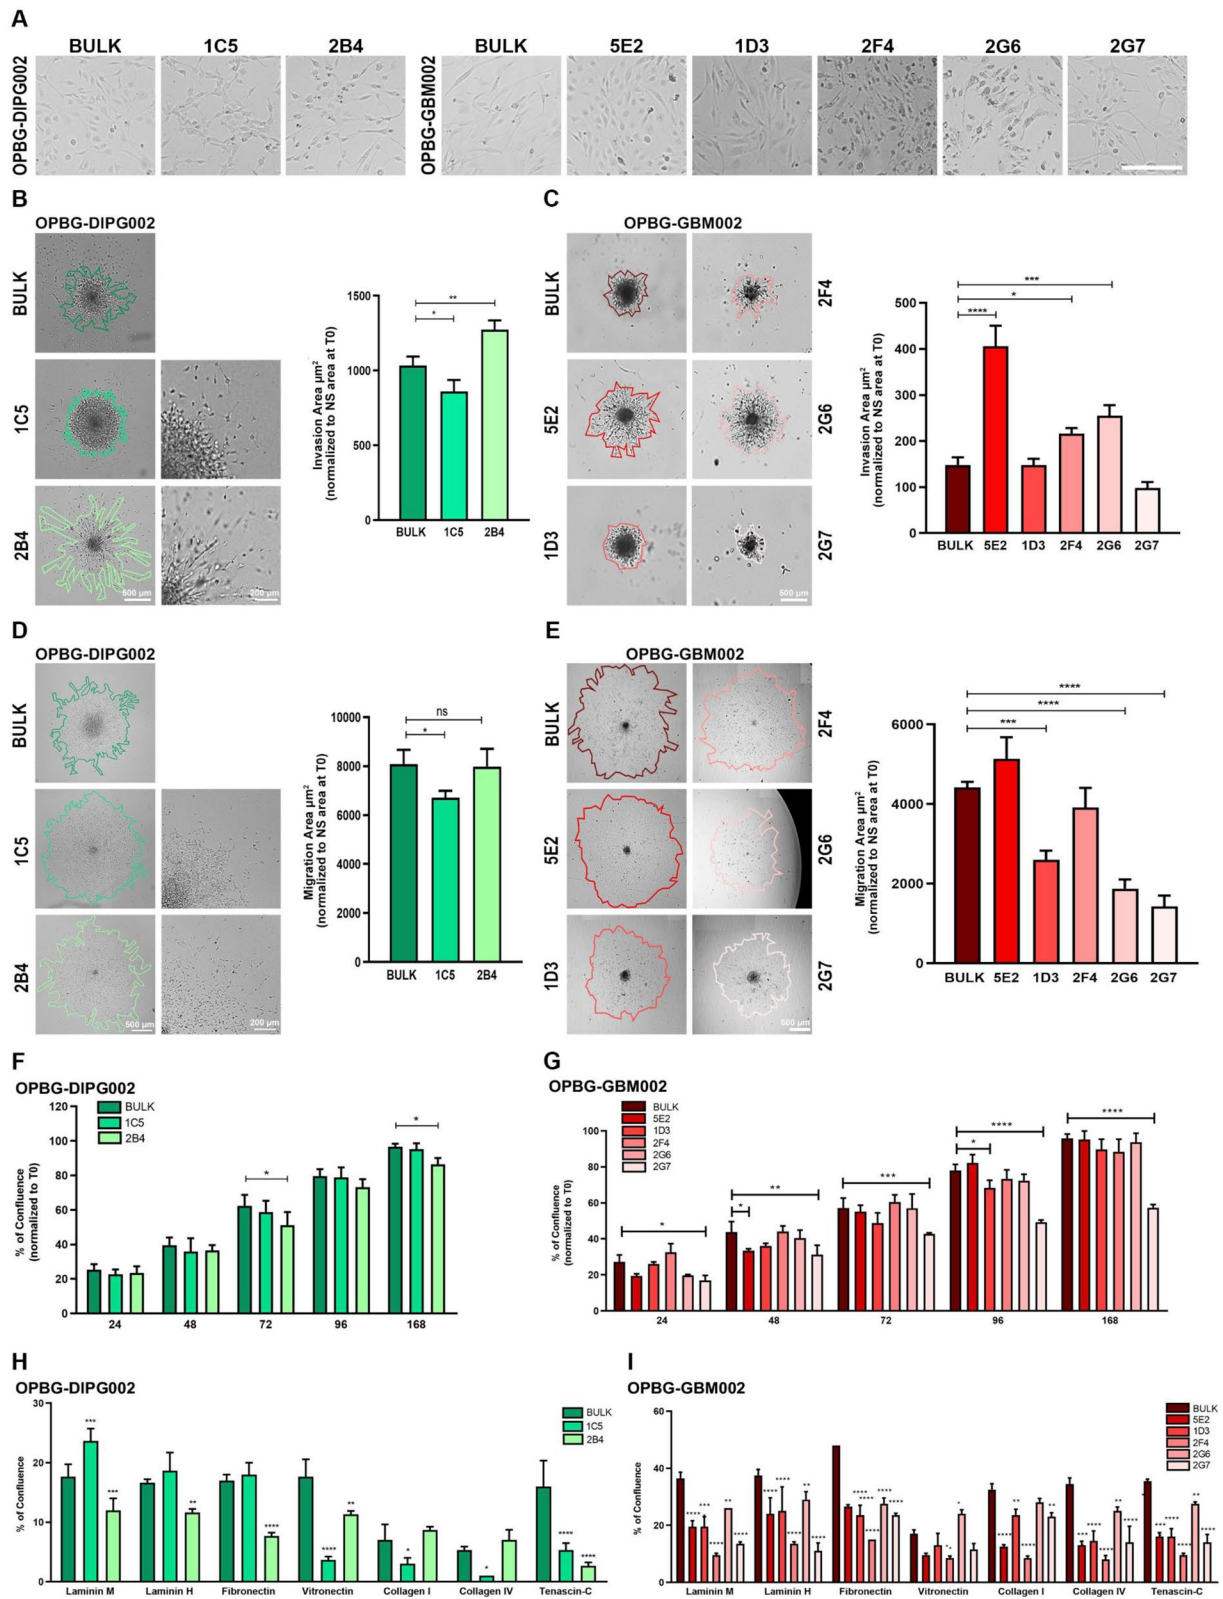 A
BULK 1C5 2B4 BULK 5E2 1D3 2F4 2G6 2G7
OPBG-DIPG002
OPBG-GBM002
B
OPBG-DIPG002
BULK
1C5
2B4
500 µm
200 µm
Invasion Area µm²
(normalized to NS area at T0)
1500
1000
500
0
**
*
BULK 1C5 2B4
C
OPBG-GBM002
BULK
5E2
1D3
2F4
2G6
2G7
500 µm
Invasion Area µm²
(normalized to NS area at T0)
500
400
300
200
100
0
***
*
****
BULK 5E2 1D3 2F4 2G6 2G7
D
OPBG-DIPG002
BULK
1C5
2B4
500 µm
200 µm
Migration Area µm²
(normalized to NS area at T0)
10000
8000
6000
4000
2000
0
ns
*
BULK 1C5 2B4
E
OPBG-GBM002
BULK
5E2
1D3
2F4
2G6
2G7
500 µm
Migration Area µm²
(normalized to NS area at T0)
6000
4000
2000
0
****
****
***
BULK 5E2 1D3 2F4 2G6 2G7
F
OPBG-DIPG002
BULK
1C5
2B4
% of Confluence
(normalized to T0)
120
100
80
60
40
20
0
*
*
24 48 72 96 168
G
OPBG-GBM002
BULK
5E2
1D3
2F4
2G6
2G7
% of Confluence
(normalized to T0)
100
80
60
40
20
0
*
**
*
***
****
*
****
24 48 72 96 168
H
OPBG-DIPG002
BULK
1C5
2B4
% of Confluence
30
20
10
0
*** *** ** **** **** ** * * **** ****
Laminin M Laminin H Fibronectin Vitronectin Collagen I Collagen IV Tenascin-C
I
OPBG-GBM002
BULK
5E2
1D3
2F4
2G6
2G7
% of Confluence
60
40
20
0
**** *** **** ** ****
**** **** **** ** ****
**** **** **** **** ****
*
**** ** **** **
*** *** **** ** ****
*** *** **** ** ****
Laminin M Laminin H Fibronectin Vitronectin Collagen I Collagen IV Tenascin-C